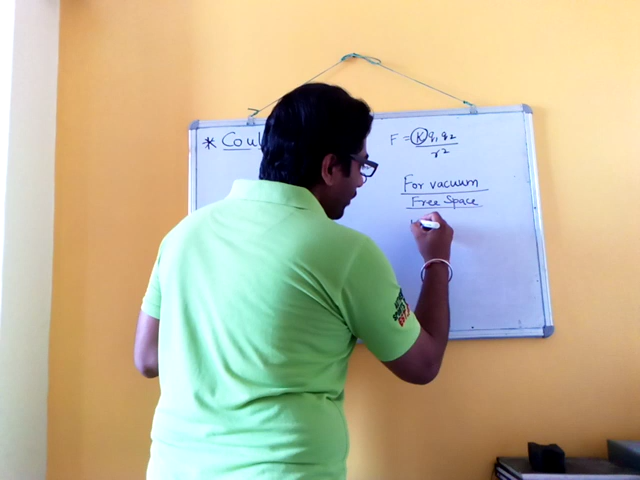 * Coul
F = K q₁ q₂
r²
For vacuum
Free Space